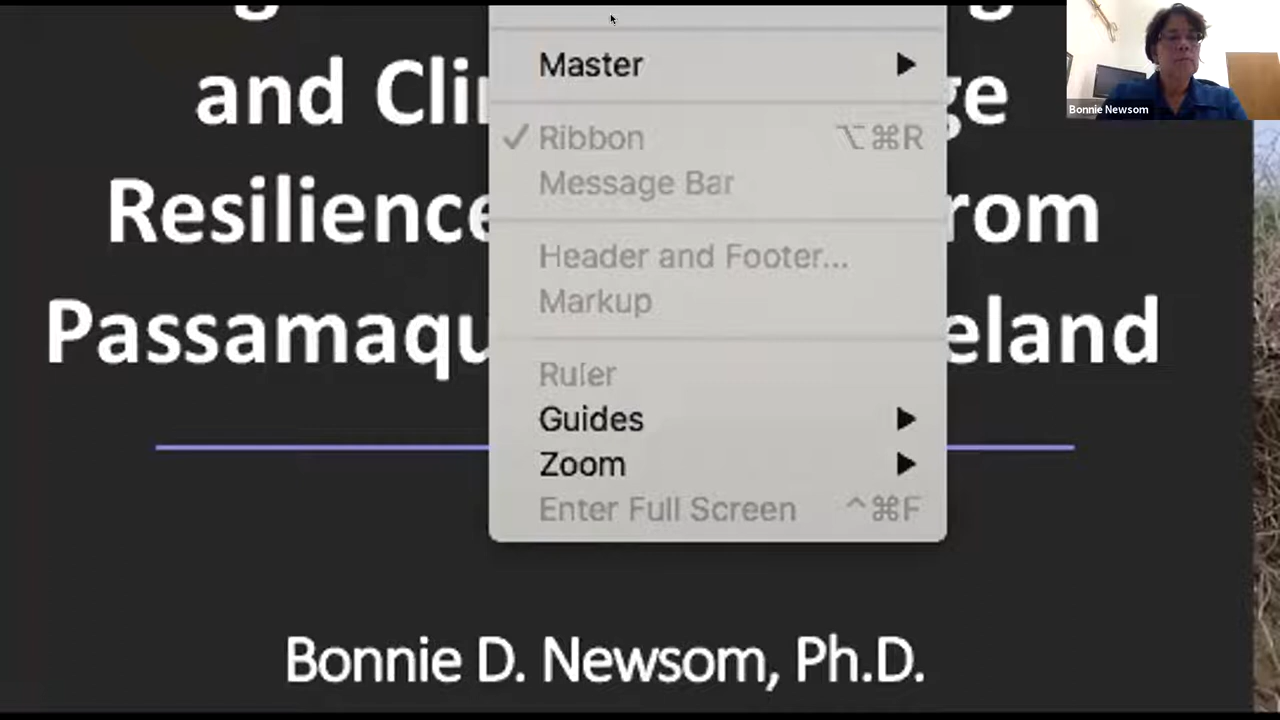 and Cli ge
Resilience rom
Passamaqu eland
Bonnie D. Newsom, Ph.D.
Master
Ribbon ⌥⌘R
Message Bar
Header and Footer...
Markup
Ruler
Guides
Zoom
Enter Full Screen ^⌘F
Bonnie Newsom